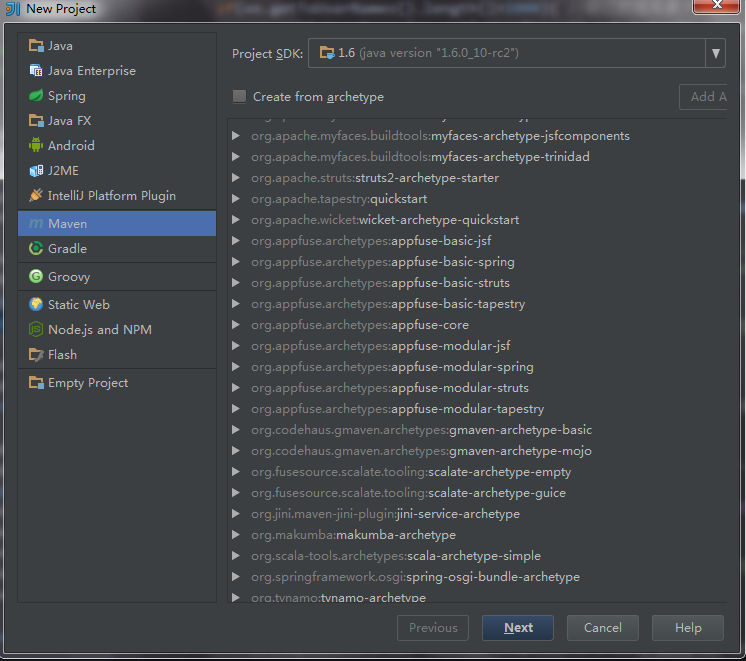 New Project
Java
Java Enterprise
Spring
Java FX
Android
J2ME
IntelliJ Platform Plugin
Maven
Gradle
Groovy
Static Web
Node.js and NPM
Flash
Empty Project
Project SDK: 1.6 (java version "1.6.0_10-rc2")
Create from archetype
Add A
org.apache.myfaces.buildtools:myfaces-archetype-jsfcomponents
org.apache.myfaces.buildtools:myfaces-archetype-trinidad
org.apache.struts:struts2-archetype-starter
org.apache.tapestry:quickstart
org.apache.wicket:wicket-archetype-quickstart
org.appfuse.archetypes:appfuse-basic-jsf
org.appfuse.archetypes:appfuse-basic-spring
org.appfuse.archetypes:appfuse-basic-struts
org.appfuse.archetypes:appfuse-basic-tapestry
org.appfuse.archetypes:appfuse-core
org.appfuse.archetypes:appfuse-modular-jsf
org.appfuse.archetypes:appfuse-modular-spring
org.appfuse.archetypes:appfuse-modular-struts
org.appfuse.archetypes:appfuse-modular-tapestry
org.codehaus.gmaven.archetypes:gmaven-archetype-basic
org.codehaus.gmaven.archetypes:gmaven-archetype-mojo
org.fusesource.scalate.tooling:scalate-archetype-empty
org.fusesource.scalate.tooling:scalate-archetype-guice
org.jini.maven-jini-plugin:jini-service-archetype
org.makumba:makumba-archetype
org.scala-tools.archetypes:scala-archetype-simple
org.springframework.osgi:spring-osgi-bundle-archetype
org.tynamo:tynamo-archetype
Previous
Next
Cancel
Help